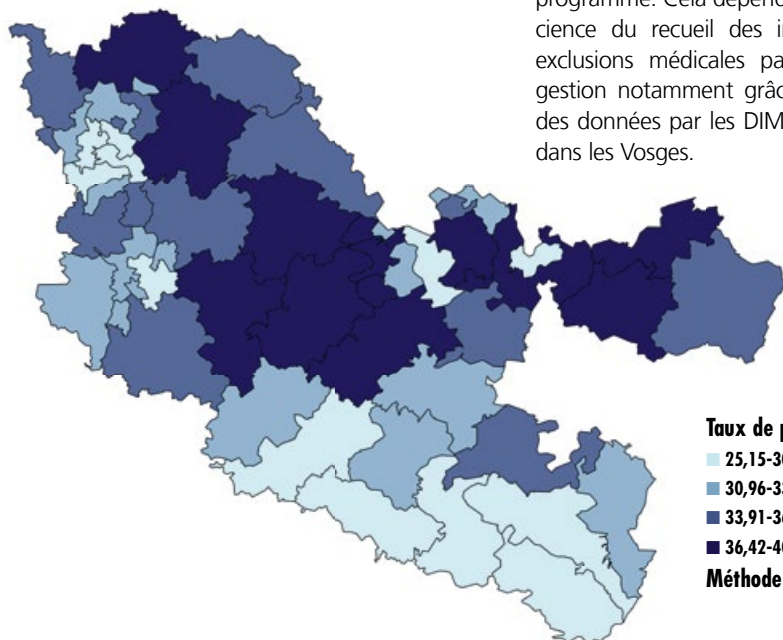 programme. Cela dépend
cience du recueil des i
exclusions médicales pa
gestion notamment grâc
des données par les DIM
dans les Vosges.
Taux de p
25,15-3
30,96-3
33,91-3
36,42-4
Méthode